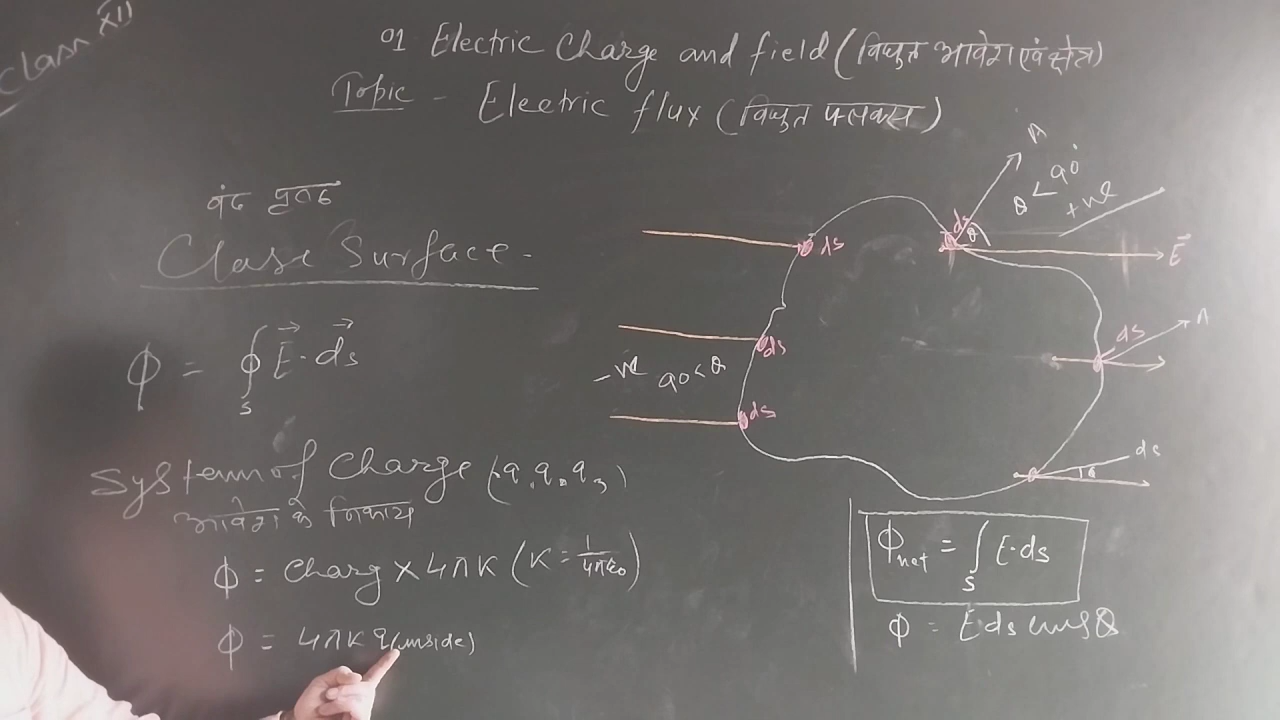 Class XII
01 Electric Charge and field (विद्युत आवेश एवं क्षेत्र)
Topic - Electric flux (विद्युत फ्लक्स)
बंद पृष्ठ
Close Surface -
ϕ = ∮ₛ E⃗ · ds⃗
System of Charge (q₁ q₂ q₃)
आवेश के निकाय
ϕ = Charg × 4πK (K = 1/4πε₀)
ϕ = 4πK q (inside)
n
θ < 90°
+ve
ds
θ
E⃗
ds
ds
-ve 90 < θ
ds
ds
n
ds
θ
ϕnet = ∫ₛ E·ds
ϕ = E ds cos θ